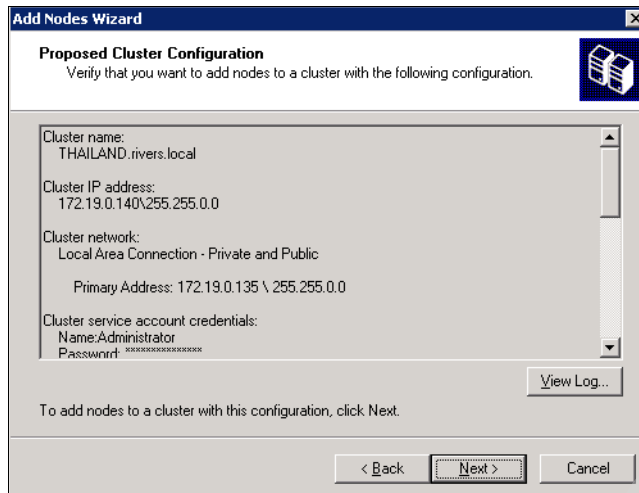 Add Nodes Wizard
Proposed Cluster Configuration
Verify that you want to add nodes to a cluster with the following configuration.
Cluster name:
THAILAND.rivers.local
Cluster IP address:
172.19.0.140\255.255.0.0
Cluster network:
Local Area Connection - Private and Public
Primary Address: 172.19.0.135 \ 255.255.0.0
Cluster service account credentials:
Name:Administrator
Password: ***************
View Log...
To add nodes to a cluster with this configuration, click Next.
< Back
Next >
Cancel